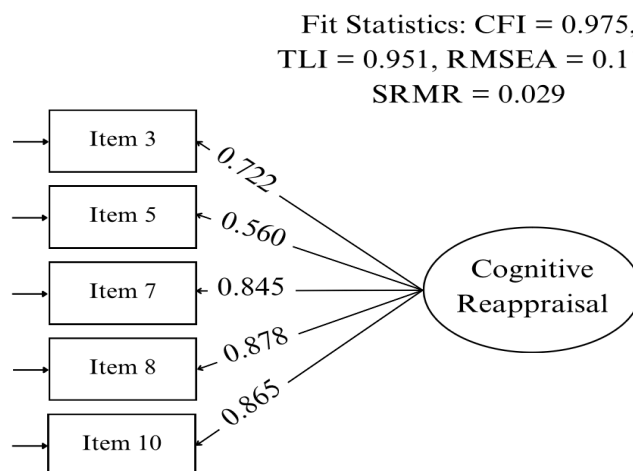 Fit Statistics: CFI = 0.975,
TLI = 0.951, RMSEA = 0.1
SRMR = 0.029
Item 3
0.722
Item 5
0.560
Item 7
0.845
Cognitive
Reappraisal
Item 8
0.878
Item 10
0.865